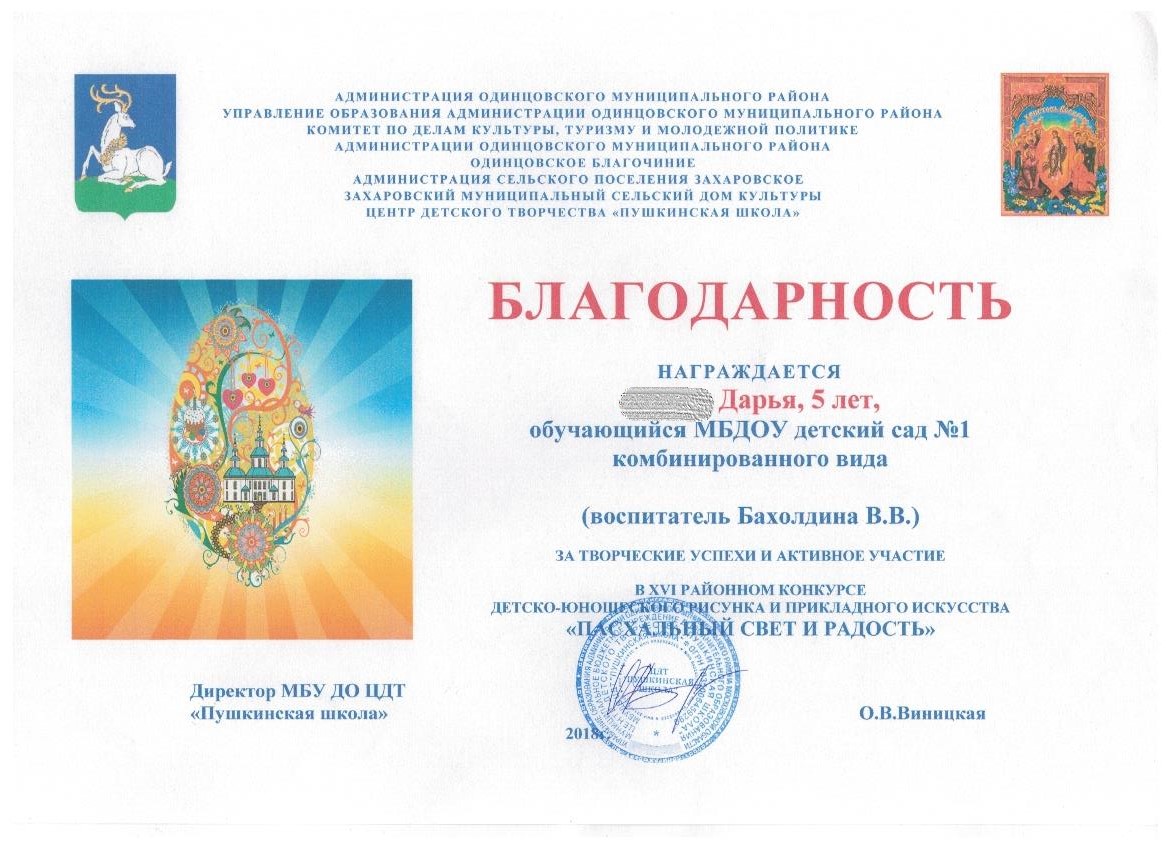 АДМИНИСТРАЦИЯ ОДИНЦОВСКОГО МУНИЦИПАЛЬНОГО РАЙОНА
УПРАВЛЕНИЕ ОБРАЗОВАНИЯ АДМИНИСТРАЦИИ ОДИНЦОВСКОГО МУНИЦИПАЛЬНОГО РАЙОНА
КОМИТЕТ ПО ДЕЛАМ КУЛЬТУРЫ, ТУРИЗМУ И МОЛОДЕЖНОЙ ПОЛИТИКЕ
АДМИНИСТРАЦИИ ОДИНЦОВСКОГО МУНИЦИПАЛЬНОГО РАЙОНА
ОДИНЦОВСКОЕ БЛАГОЧИНИЕ
АДМИНИСТРАЦИЯ СЕЛЬСКОГО ПОСЕЛЕНИЯ ЗАХАРОВСКОЕ
ЗАХАРОВСКИЙ МУНИЦИПАЛЬНЫЙ СЕЛЬСКИЙ ДОМ КУЛЬТУРЫ
ЦЕНТР ДЕТСКОГО ТВОРЧЕСТВА «ПУШКИНСКАЯ ШКОЛА»
БЛАГОДАРНОСТЬ
НАГРАЖДАЕТСЯ
Дарья, 5 лет,
обучающийся МБДОУ детский сад №1
комбинированного вида
(воспитатель Бахолдина В.В.)
ЗА ТВОРЧЕСКИЕ УСПЕХИ И АКТИВНОЕ УЧАСТИЕ
В XVI РАЙОННОМ КОНКУРСЕ
ДЕТСКО-ЮНОШЕСКОГО РИСУНКА И ПРИКЛАДНОГО ИСКУССТВА
«ПАСХАЛЬНЫЙ СВЕТ И РАДОСТЬ»
ЦДТ
ПУШКИНСКАЯ
ШКОЛА
Директор МБУ ДО ЦДТ
«Пушкинская школа»
О.В.Виницкая
2018г.